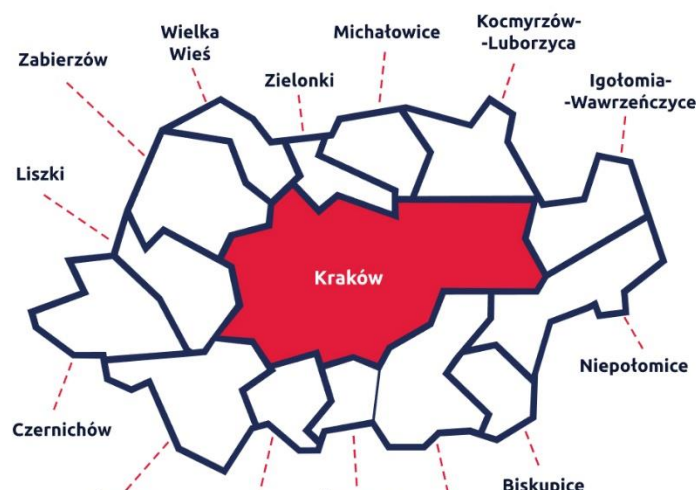 Kocmyrzów-
-Luborzyca
Wielka
Wieś
Michałowice
Zabierzów
Zielonki
Igołomia-
-Wawrzeńczyce
Liszki
Kraków
Niepołomice
Czernichów
Biskupice